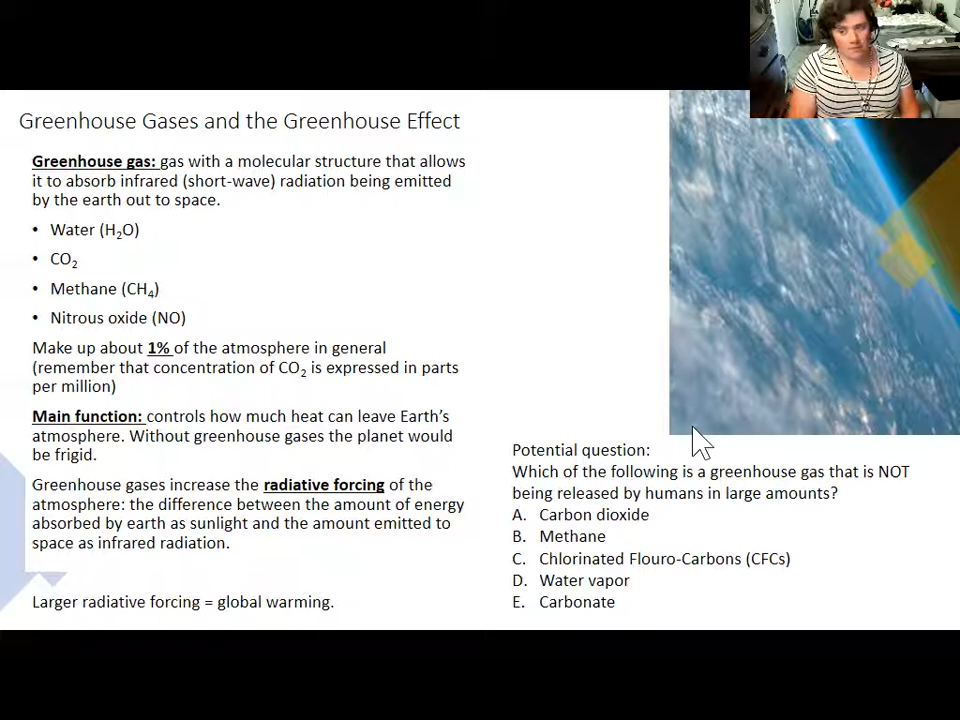 Greenhouse Gases and the Greenhouse Effect
Greenhouse gas: gas with a molecular structure that allows
it to absorb infrared (short-wave) radiation being emitted
by the earth out to space.
• Water (H₂O)
• CO₂
• Methane (CH₄)
• Nitrous oxide (NO)
Make up about 1% of the atmosphere in general
(remember that concentration of CO₂ is expressed in parts
per million)
Main function: controls how much heat can leave Earth's
atmosphere. Without greenhouse gases the planet would
be frigid.
Greenhouse gases increase the radiative forcing of the
atmosphere: the difference between the amount of energy
absorbed by earth as sunlight and the amount emitted to
space as infrared radiation.
Larger radiative forcing = global warming.
Potential question:
Which of the following is a greenhouse gas that is NOT
being released by humans in large amounts?
A. Carbon dioxide
B. Methane
C. Chlorinated Flouro-Carbons (CFCs)
D. Water vapor
E. Carbonate